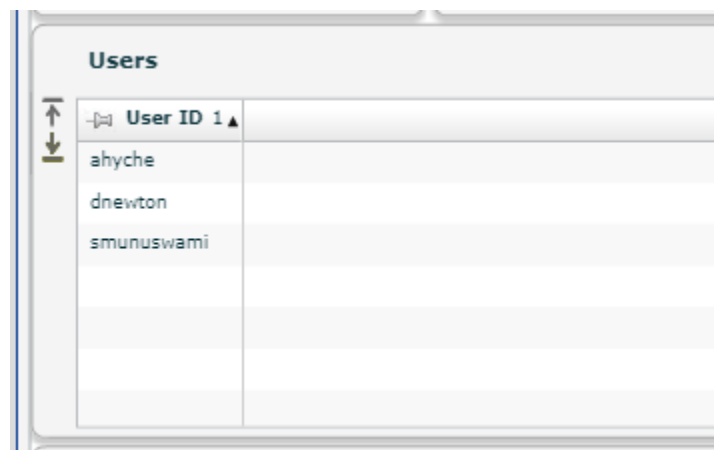 Users
User ID 1▲
ahyche
dnewton
smunuswami